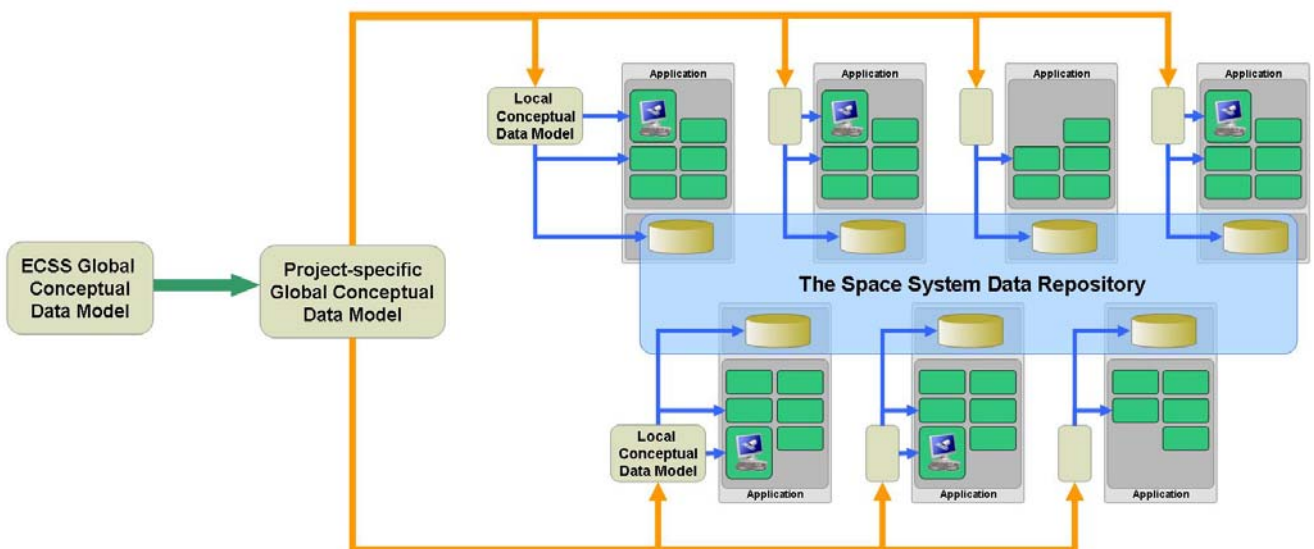 Application
Application
Application
Application
Local
Conceptual
Data Model
ECSS Global
Conceptual
Data Model
Project-specific
Global Conceptual
Data Model
The Space System Data Repository
Local
Conceptual
Data Model
Application
Application
Application